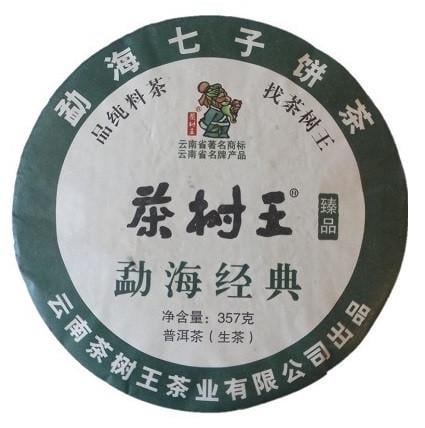 勐海七子饼茶
品纯料茶
找茶树王
茶树王
云南省著名商标
云南省名牌产品
茶树王®
臻品
勐海经典
净含量：357克
普洱茶（生茶）
云南茶树王茶业有限公司出品